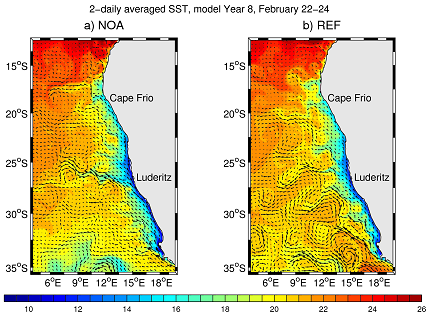 2-daily averaged SST, model Year 8, February 22-24
a) NOA
b) REF
15°S
20°S
25°S
30°S
35°S
6°E 9°E 12°E 15°E 18°E
Cape Frio
Luderitz
15°S
20°S
25°S
30°S
35°S
6°E 9°E 12°E 15°E 18°E
Cape Frio
Luderitz
10 12 14 16 18 20 22 24 26